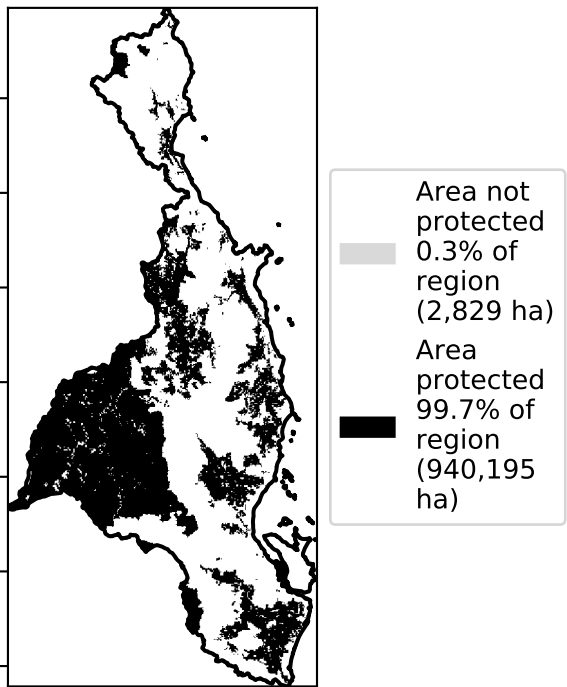 Area not
protected
0.3% of
region
(2,829 ha)
Area
protected
99.7% of
region
(940,195
ha)